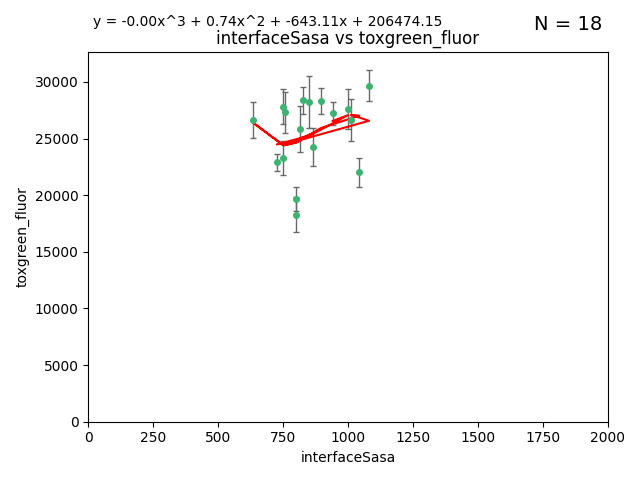 y = -0.00x^3 + 0.74x^2 + -643.11x + 206474.15
N = 18
interfaceSasa vs toxgreen_fluor
30000
25000
20000
15000
10000
5000
0
toxgreen_fluor
0 250 500 750 1000 1250 1500 1750 2000
interfaceSasa